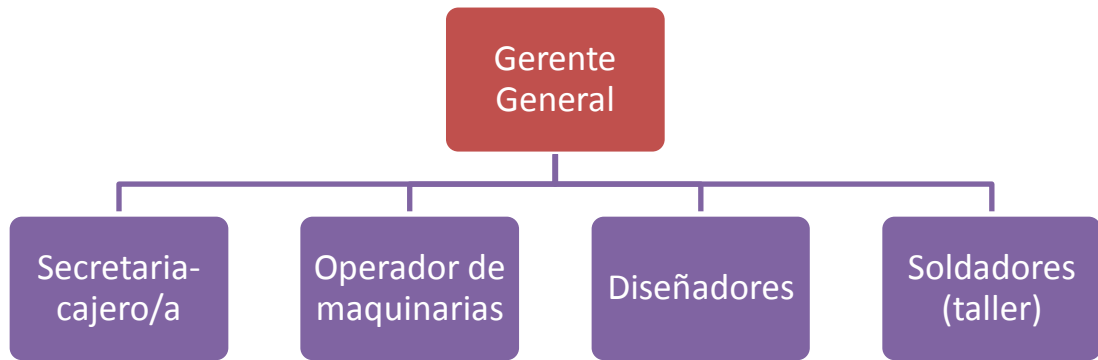 Gerente
General
Secretaria-
cajero/a
Operador de
maquinarias
Diseñadores
Soldadores
(taller)